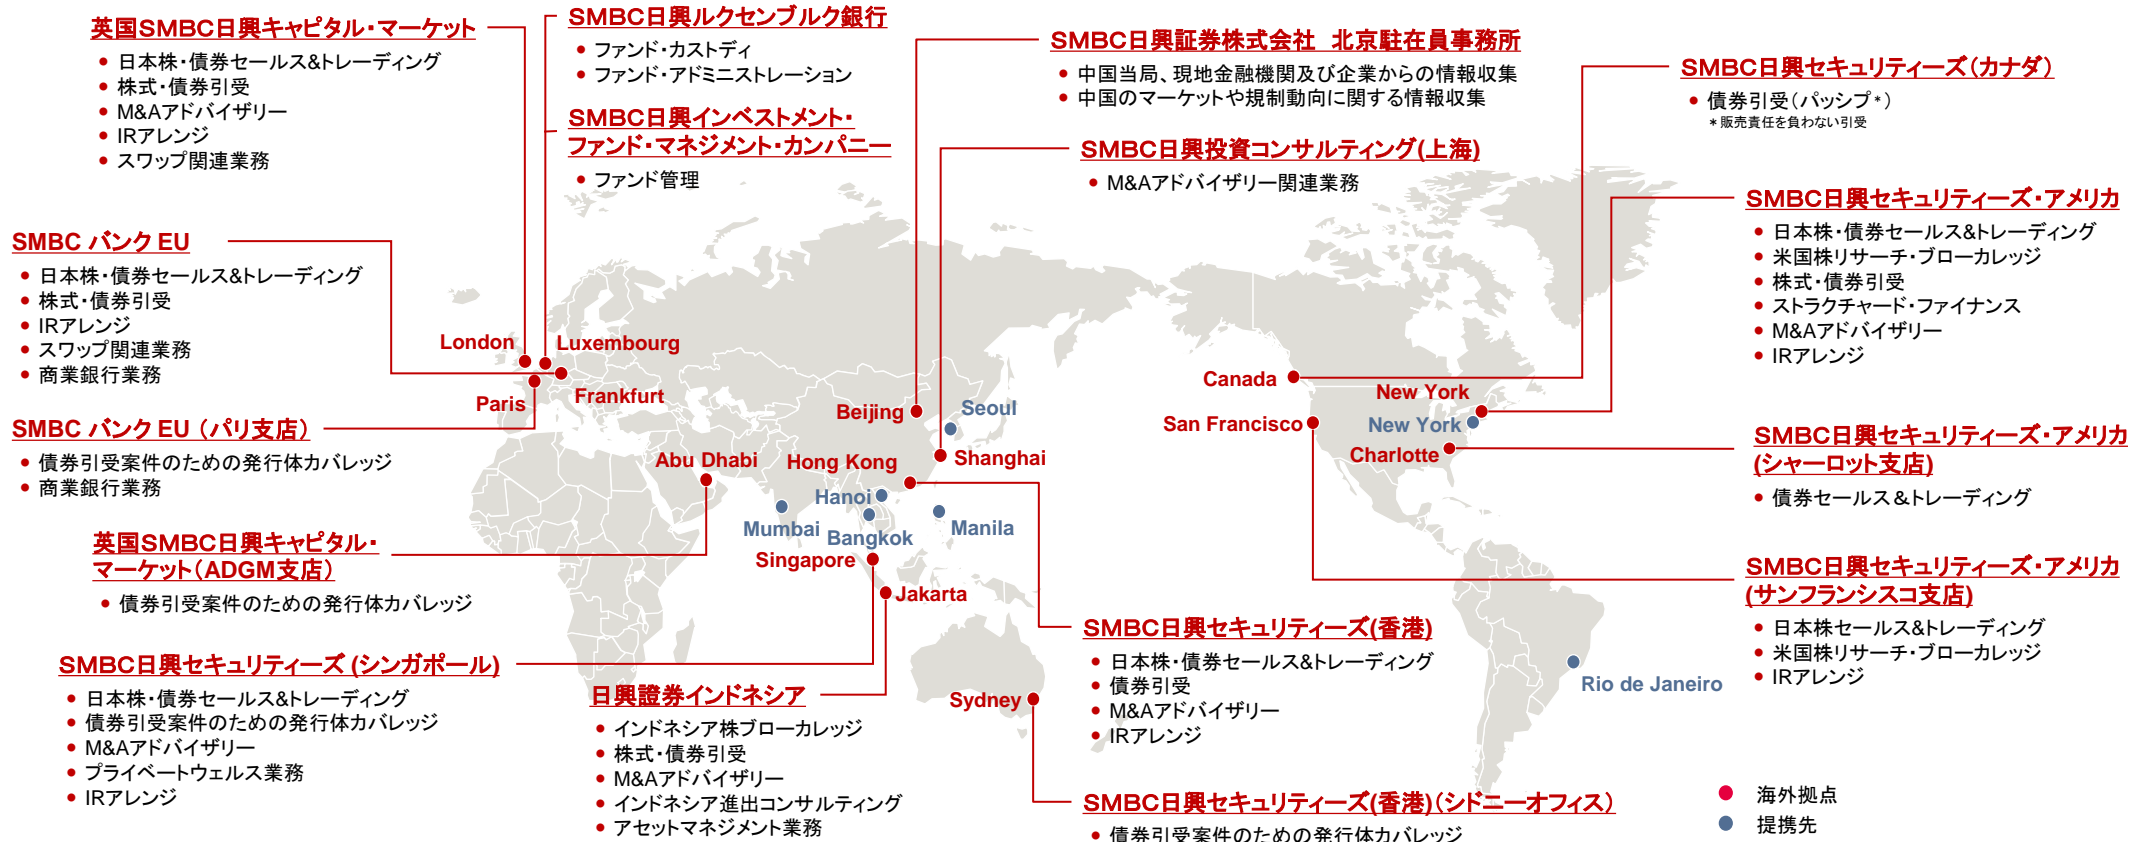 英国SMBC日興キャピタル・マーケット
• 日本株・債券セールス&トレーディング
• 株式・債券引受
• M&Aアドバイザリー
• IRアレンジ
• スワップ関連業務
SMBC日興ルクセンブルク銀行
• ファンド・カストディ
• ファンド・アドミニストレーション
SMBC日興インベストメント・
ファンド・マネジメント・カンパニー
• ファンド管理
SMBC日興証券株式会社 北京駐在員事務所
• 中国当局、現地金融機関及び企業からの情報収集
• 中国のマーケットや規制動向に関する情報収集
SMBC日興投資コンサルティング(上海)
• M&Aアドバイザリー関連業務
SMBC日興セキュリティーズ(カナダ)
• 債券引受(パッシブ*)
*販売責任を負わない引受
SMBC日興セキュリティーズ・アメリカ
• 日本株・債券セールス&トレーディング
• 米国株リサーチ・ブローカレッジ
• 株式・債券引受
• ストラクチャード・ファイナンス
• M&Aアドバイザリー
• IRアレンジ
SMBC バンク EU
• 日本株・債券セールス&トレーディング
• 株式・債券引受
• IRアレンジ
• スワップ関連業務
• 商業銀行業務
SMBC バンク EU (パリ支店)
• 債券引受案件のための発行体カバレッジ
• 商業銀行業務
英国SMBC日興キャピタル・
マーケット(ADGM支店)
• 債券引受案件のための発行体カバレッジ
SMBC日興セキュリティーズ (シンガポール)
• 日本株・債券セールス&トレーディング
• 債券引受案件のための発行体カバレッジ
• M&Aアドバイザリー
• プライベートウェルス業務
• IRアレンジ
日興證券インドネシア
• インドネシア株ブローカレッジ
• 株式・債券引受
• M&Aアドバイザリー
• インドネシア進出コンサルティング
• アセットマネジメント業務
London
Luxembourg
Paris
Frankfurt
Abu Dhabi
Beijing
Seoul
Shanghai
Hong Kong
Hanoi
Mumbai
Bangkok
Manila
Singapore
Jakarta
Sydney
Canada
New York
San Francisco
New York
Charlotte
Rio de Janeiro
SMBC日興セキュリティーズ・アメリカ
(シャーロット支店)
• 債券セールス&トレーディング
SMBC日興セキュリティーズ・アメリカ
(サンフランシスコ支店)
• 日本株セールス&トレーディング
• 米国株リサーチ・ブローカレッジ
• IRアレンジ
SMBC日興セキュリティーズ(香港)
• 日本株・債券セールス&トレーディング
• 債券引受
• M&Aアドバイザリー
• IRアレンジ
SMBC日興セキュリティーズ(香港)(シドニーオフィス)
• 債券引受案件のための発行体カバレッジ
海外拠点
提携先